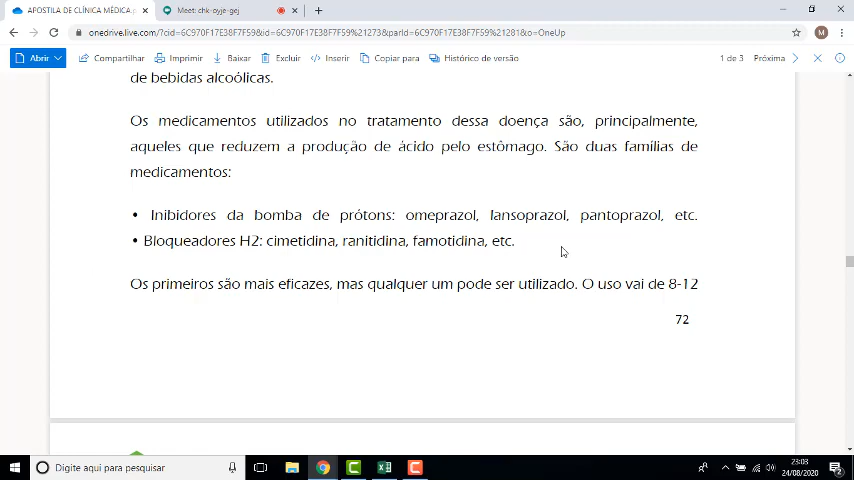 APOSTILA DE CLÍNICA MÉDICA.p
Meet: chk-oyje-gej
onedrive.live.com/?cid=6C970F17E38F7F59&id=6C970F17E38F7F59%21273&parId=6C970F17E38F7F59%21281&o=OneUp
M
Abrir
Compartilhar
Imprimir
Baixar
Excluir
Inserir
Copiar para
Histórico de versão
1 de 3
Próxima
de bebidas alcoólicas.
Os medicamentos utilizados no tratamento dessa doença são, principalmente,
aqueles que reduzem a produção de ácido pelo estômago. São duas famílias de
medicamentos:
• Inibidores da bomba de prótons: omeprazol, lansoprazol, pantoprazol, etc.
• Bloqueadores H2: cimetidina, ranitidina, famotidina, etc.
Os primeiros são mais eficazes, mas qualquer um pode ser utilizado. O uso vai de 8-12
72
Digite aqui para pesquisar
23:03
24/08/2020
2